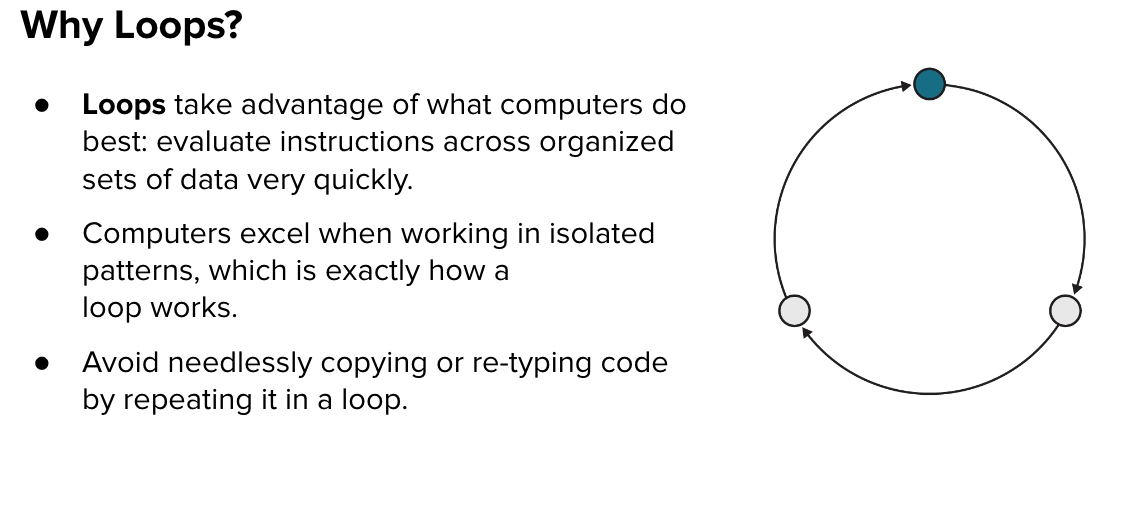 Why Loops?
● Loops take advantage of what computers do
best: evaluate instructions across organized
sets of data very quickly.
● Computers excel when working in isolated
patterns, which is exactly how a
loop works.
● Avoid needlessly copying or re-typing code
by repeating it in a loop.